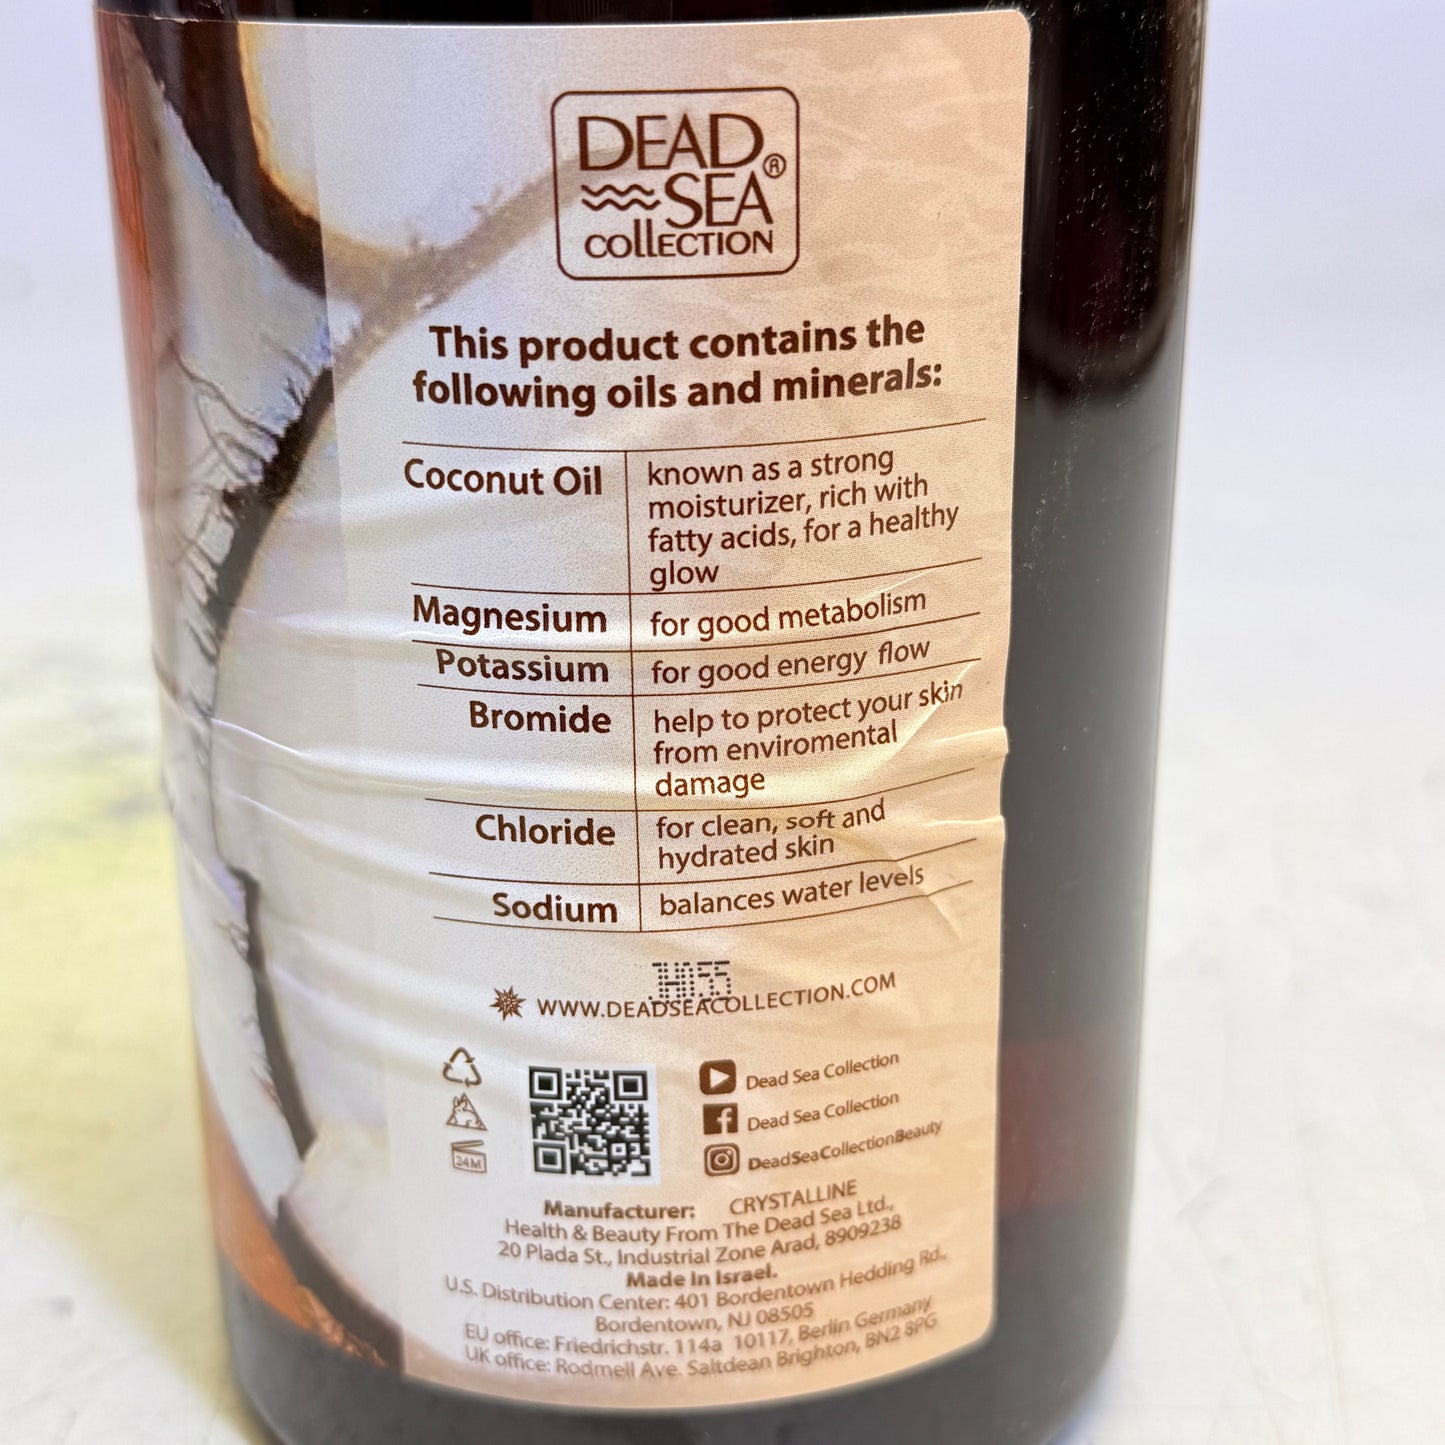 DEAD
SEA®
COLLECTION
This product contains the
following oils and minerals:
Coconut Oil
known as a strong
moisturizer, rich with
fatty acids, for a healthy
glow
Magnesium
for good metabolism
Potassium
for good energy flow
Bromide
help to protect your skin
from enviromental
damage
Chloride
for clean, soft and
hydrated skin
Sodium
balances water levels
WWW.DEADSEACOLLECTION.COM
24M
Dead Sea Collection
Dead Sea Collection
DeadSeaCollectionBeauty
Manufacturer: CRYSTALLINE
Health & Beauty From The Dead Sea Ltd.,
20 Plada St., Industrial Zone Arad, 8909238
Made In Israel.
U.S. Distribution Center: 401 Bordentown Hedding Rd.,
Bordentown, NJ 08505
EU office: Friedrichstr. 114a 10117, Berlin Germany
UK office: Rodmell Ave. Saltdean Brighton, BN2 8PG